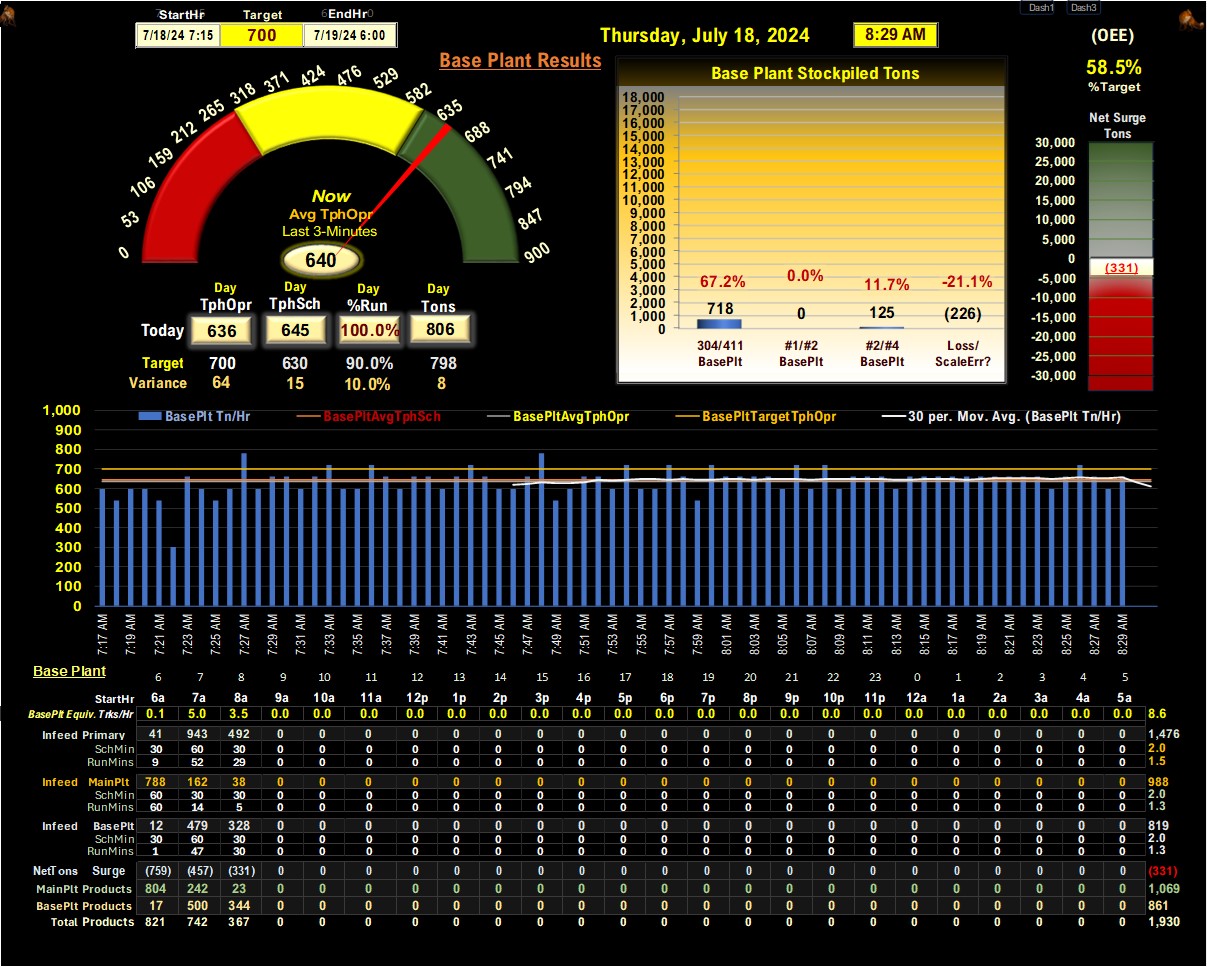 StartHr Target EndHr Dash1 Dash3
7/18/24 7:15 700 7/19/24 6:00
Thursday, July 18, 2024 8:29 AM (OEE)
58.5%
%Target
Base Plant Results
0 53 106 159 212 265 318 371 424 476 529 582 635 688 741 794 847 900
Now
Avg TphOpr
Last 3-Minutes
640
Day Day Day Day
TphOpr TphSch %Run Tons
Today 636 645 100.0% 806
Target 700 630 90.0% 798
Variance 64 15 10.0% 8
Base Plant Stockpiled Tons
18,000
17,000
16,000
15,000
14,000
13,000
12,000
11,000
10,000
9,000
8,000
7,000
6,000
5,000
4,000
3,000
2,000
1,000
0
67.2% 0.0% 11.7% -21.1%
718 0 125 (226)
304/411 #1/#2 #2/#4 Loss/
BasePlt BasePlt BasePlt ScaleErr?
Net Surge
Tons
30,000
25,000
20,000
15,000
10,000
5,000
0
(331)
-5,000
-10,000
-15,000
-20,000
-25,000
-30,000
BasePlt Tn/Hr BasePltAvgTphSch BasePltAvgTphOpr BasePltTargetTphOpr 30 per. Mov. Avg. (BasePlt Tn/Hr)
1,000
900
800
700
600
500
400
300
200
100
0
7:17 AM 7:19 AM 7:21 AM 7:23 AM 7:25 AM 7:27 AM 7:29 AM 7:31 AM 7:33 AM 7:35 AM 7:37 AM 7:39 AM 7:41 AM 7:43 AM 7:45 AM 7:47 AM 7:49 AM 7:51 AM 7:53 AM 7:55 AM 7:57 AM 7:59 AM 8:01 AM 8:03 AM 8:05 AM 8:07 AM 8:09 AM 8:11 AM 8:13 AM 8:15 AM 8:17 AM 8:19 AM 8:21 AM 8:23 AM 8:25 AM 8:27 AM 8:29 AM
Base Plant 6 7 8 9 10 11 12 13 14 15 16 17 18 19 20 21 22 23 0 1 2 3 4 5
StartHr 6a 7a 8a 9a 10a 11a 12p 1p 2p 3p 4p 5p 6p 7p 8p 9p 10p 11p 12a 1a 2a 3a 4a 5a
BasePlt Equiv. Trks/Hr 0.1 5.0 3.5 0.0 0.0 0.0 0.0 0.0 0.0 0.0 0.0 0.0 0.0 0.0 0.0 0.0 0.0 0.0 0.0 0.0 0.0 0.0 0.0 0.0 8.6
Infeed Primary 41 943 492 0 0 0 0 0 0 0 0 0 0 0 0 0 0 0 0 0 0 0 0 0 1,476
SchMin 30 60 30 0 0 0 0 0 0 0 0 0 0 0 0 0 0 0 0 0 0 0 0 0 2.0
RunMins 9 52 29 0 0 0 0 0 0 0 0 0 0 0 0 0 0 0 0 0 0 0 0 0 1.5
Infeed MainPlt 788 162 38 0 0 0 0 0 0 0 0 0 0 0 0 0 0 0 0 0 0 0 0 0 988
SchMin 60 30 30 0 0 0 0 0 0 0 0 0 0 0 0 0 0 0 0 0 0 0 0 0 2.0
RunMins 60 14 5 0 0 0 0 0 0 0 0 0 0 0 0 0 0 0 0 0 0 0 0 0 1.3
Infeed BasePlt 12 479 328 0 0 0 0 0 0 0 0 0 0 0 0 0 0 0 0 0 0 0 0 0 819
SchMin 30 60 30 0 0 0 0 0 0 0 0 0 0 0 0 0 0 0 0 0 0 0 0 0 2.0
RunMins 1 47 30 0 0 0 0 0 0 0 0 0 0 0 0 0 0 0 0 0 0 0 0 0 1.3
NetTons Surge (759) (457) (331) 0 0 0 0 0 0 0 0 0 0 0 0 0 0 0 0 0 0 0 0 0 (331)
MainPlt Products 804 242 23 0 0 0 0 0 0 0 0 0 0 0 0 0 0 0 0 0 0 0 0 0 1,069
BasePlt Products 17 500 344 0 0 0 0 0 0 0 0 0 0 0 0 0 0 0 0 0 0 0 0 0 861
Total Products 821 742 367 0 0 0 0 0 0 0 0 0 0 0 0 0 0 0 0 0 0 0 0 0 1,930